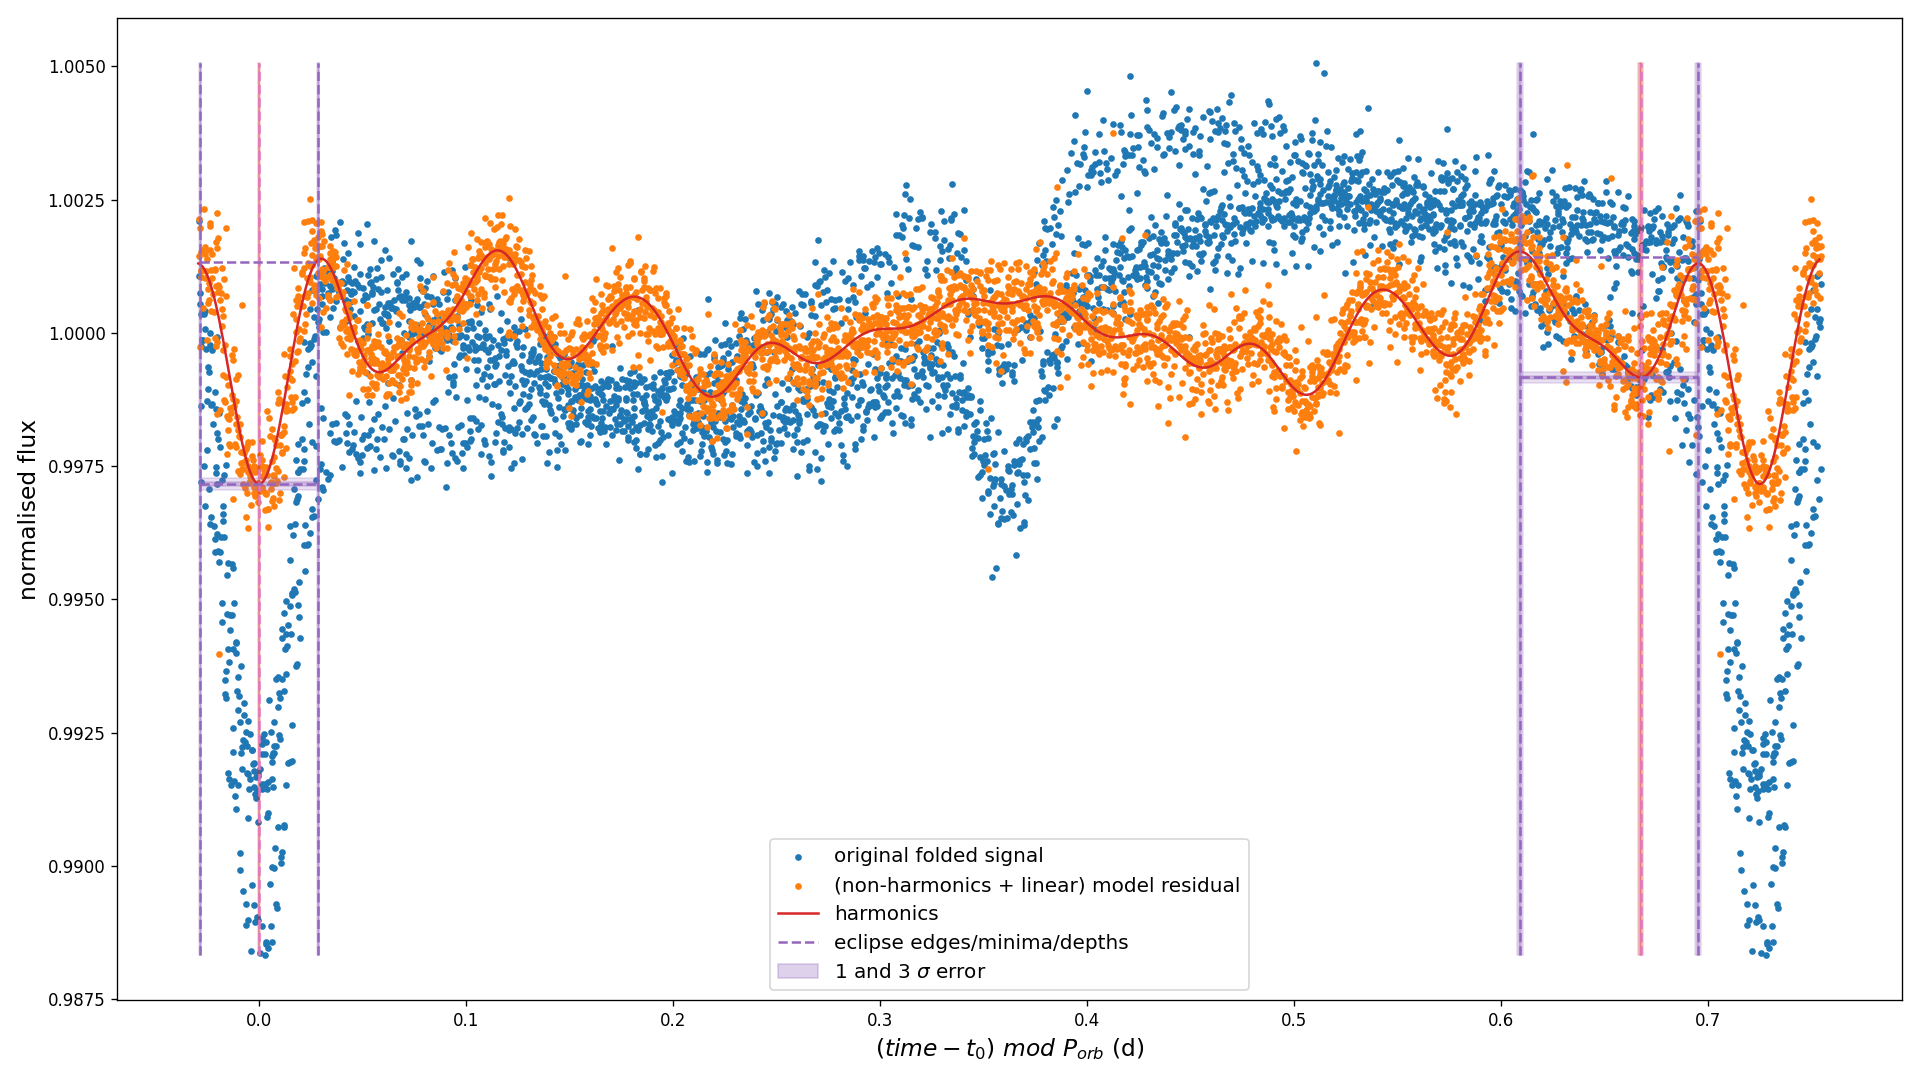 normalised flux
1.0050
1.0025
1.0000
0.9975
0.9950
0.9925
0.9900
0.9875
original folded signal
(non-harmonics + linear) model residual
harmonics
eclipse edges/minima/depths
1 and 3 σ error
0.0 0.1 0.2 0.3 0.4 0.5 0.6 0.7
(time − t₀) mod P_orb (d)